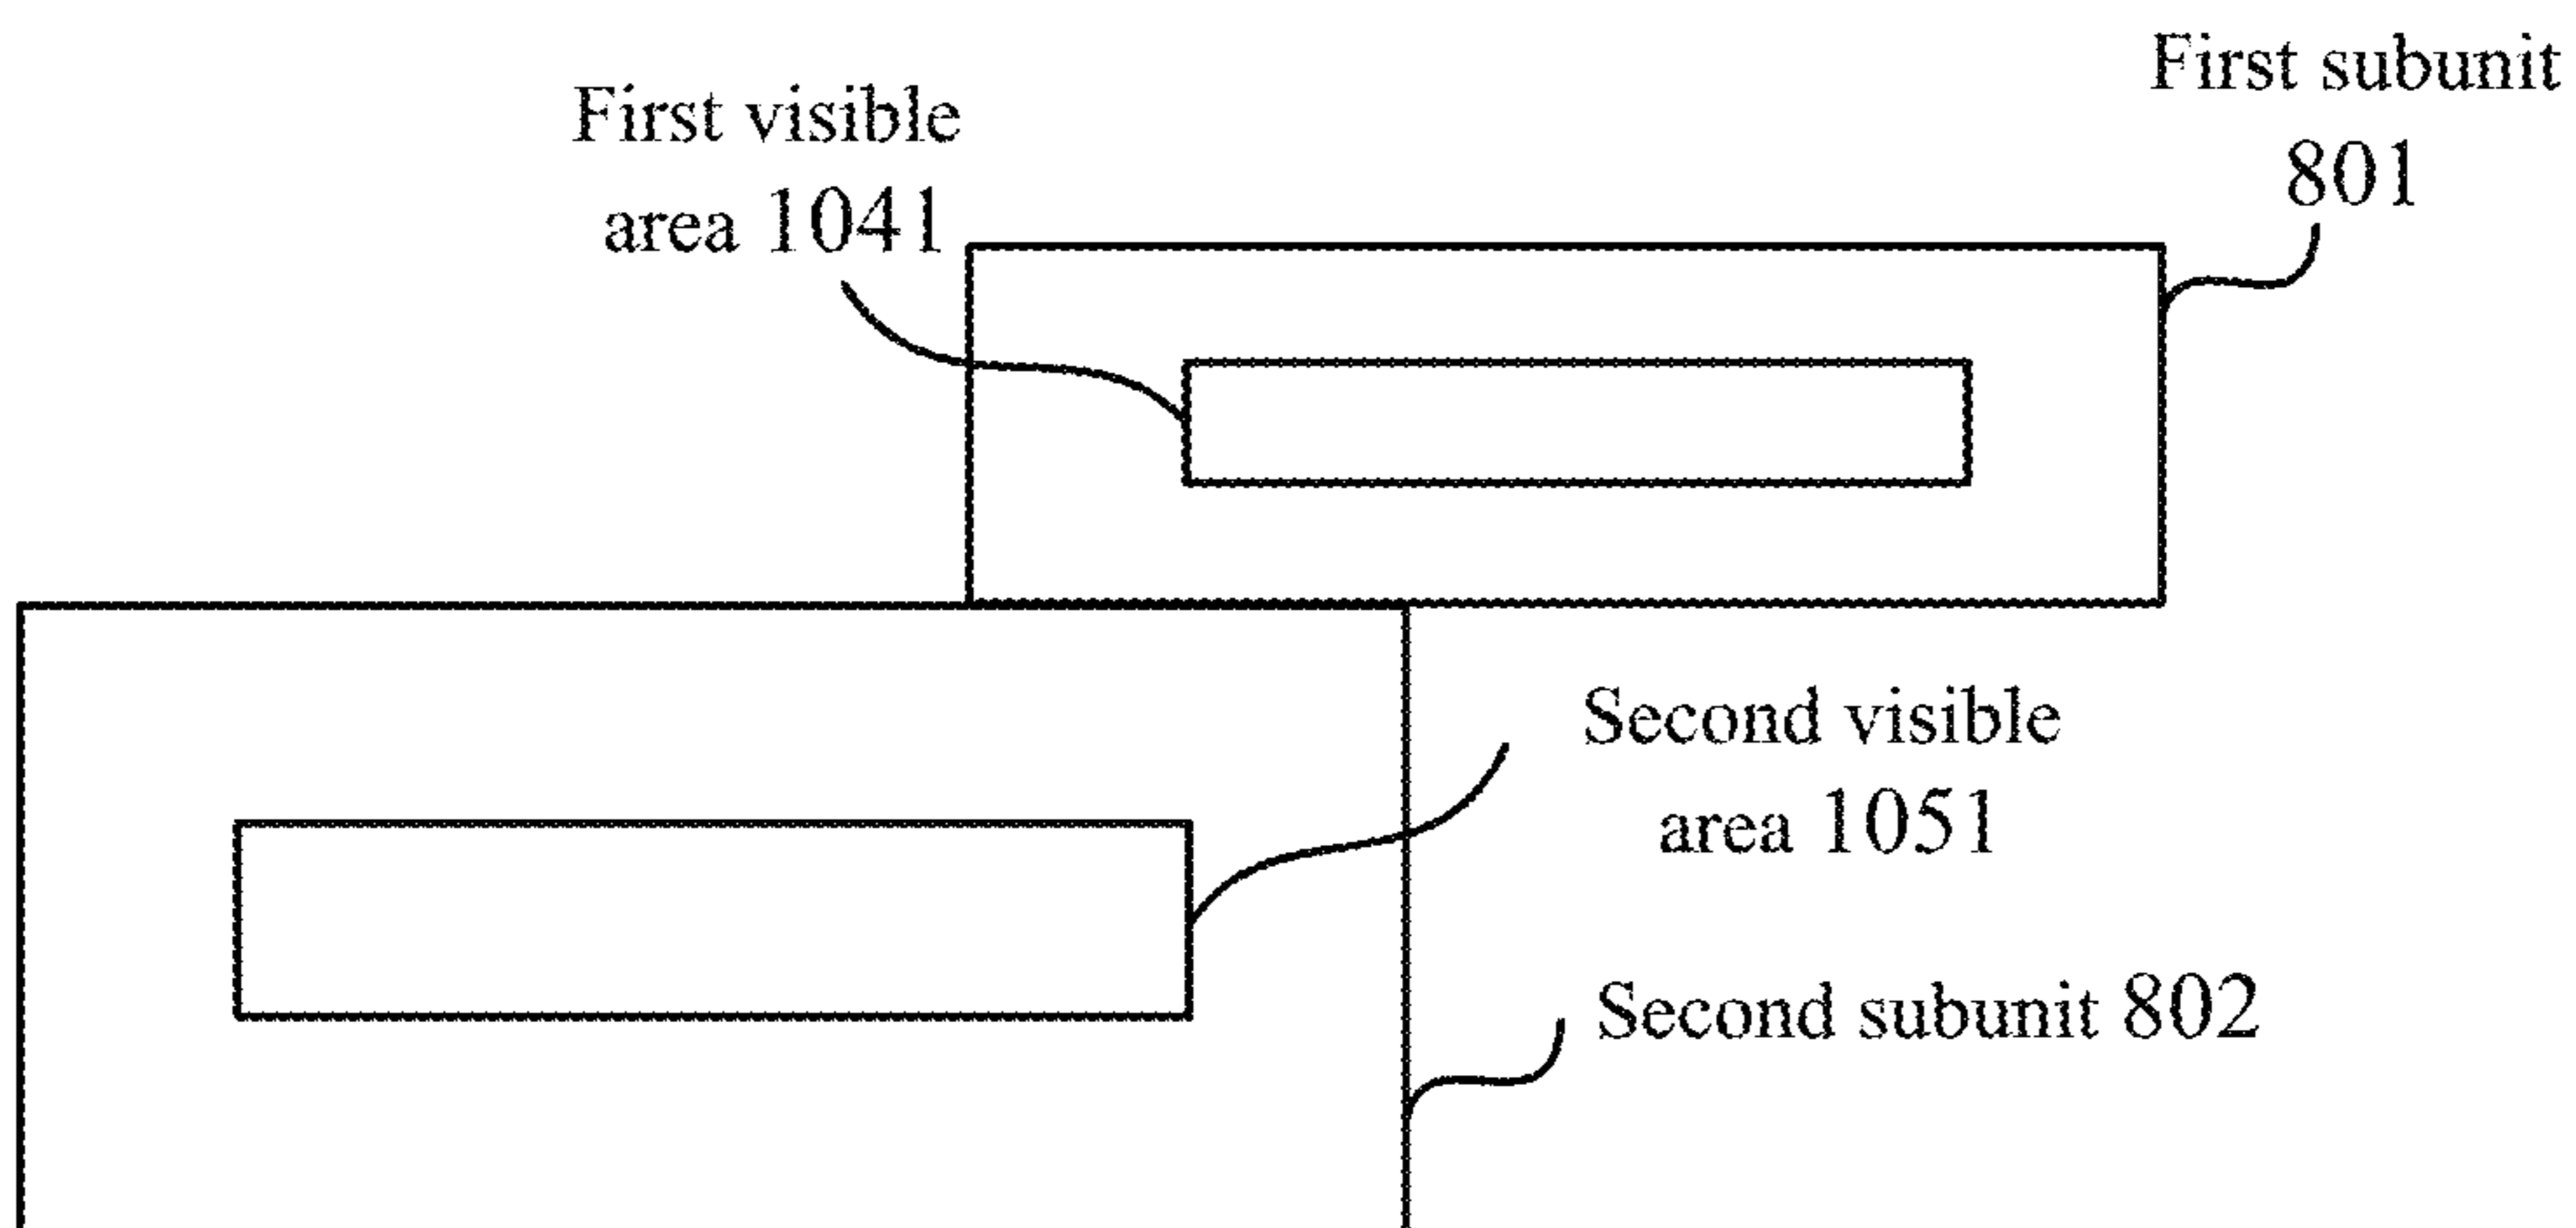 First visible
area 1041
First subunit
801
Second visible
area 1051
Second subunit 802